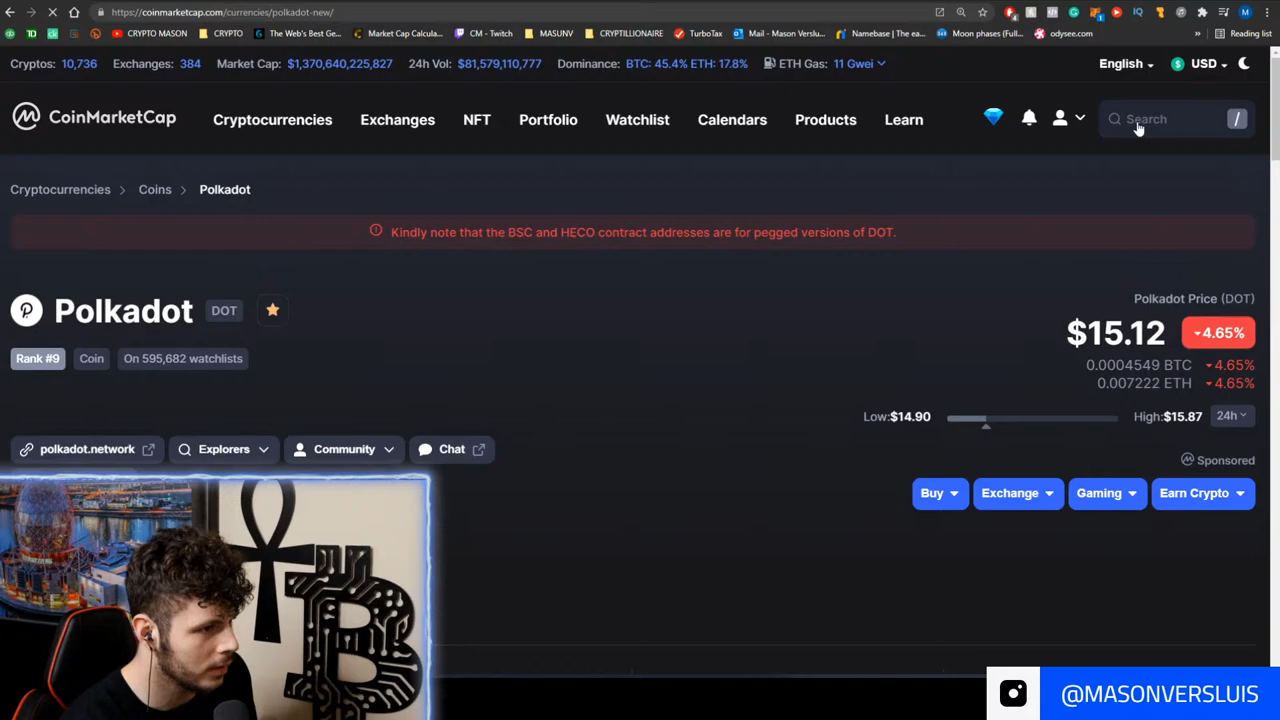 https://coinmarketcap.com/currencies/polkadot-new/
CRYPTO MASON CRYPTO The Web's Best Ge... Market Cap Calcula... CM - Twitch MASUNV CRYPTILLIONAIRE TurboTax Mail - Mason Verslu... Namebase | The ea... Moon phases (Full,... odysee.com » Reading list
Cryptos: 10,736 Exchanges: 384 Market Cap: $1,370,640,225,827 24h Vol: $81,579,110,777 Dominance: BTC: 45.4% ETH: 17.8% ETH Gas: 11 Gwei English USD
CoinMarketCap Cryptocurrencies Exchanges NFT Portfolio Watchlist Calendars Products Learn Search /
Cryptocurrencies Coins Polkadot
Kindly note that the BSC and HECO contract addresses are for pegged versions of DOT.
Polkadot Price (DOT)
Polkadot DOT $15.12 4.65%
Rank #9 Coin On 595,682 watchlists
0.0004549 BTC 4.65%
0.007222 ETH 4.65%
Low:$14.90 High:$15.87 24h
polkadot.network Explorers Community Chat
Sponsored
Buy Exchange Gaming Earn Crypto
@MASONVERSLUIS